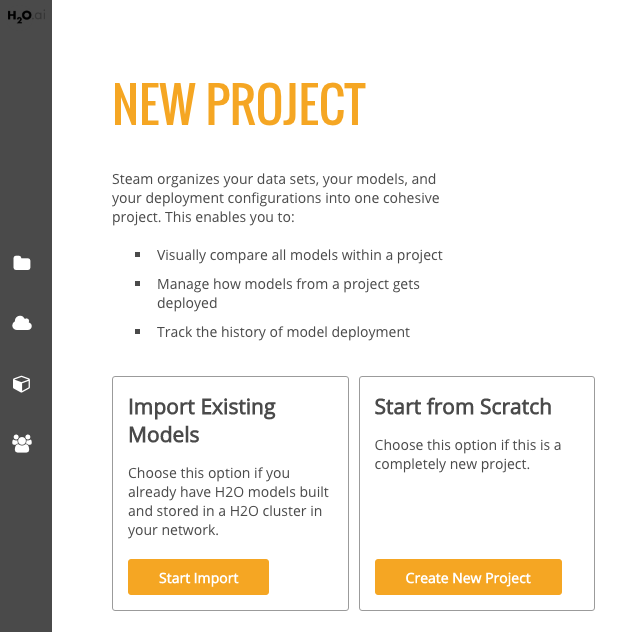 H2O.ai
NEW PROJECT
Steam organizes your data sets, your models, and
your deployment configurations into one cohesive
project. This enables you to:
Visually compare all models within a project
Manage how models from a project gets
deployed
Track the history of model deployment
Import Existing
Models
Choose this option if you
already have H2O models built
and stored in a H2O cluster in
your network.
Start Import
Start from Scratch
Choose this option if this is a
completely new project.
Create New Project